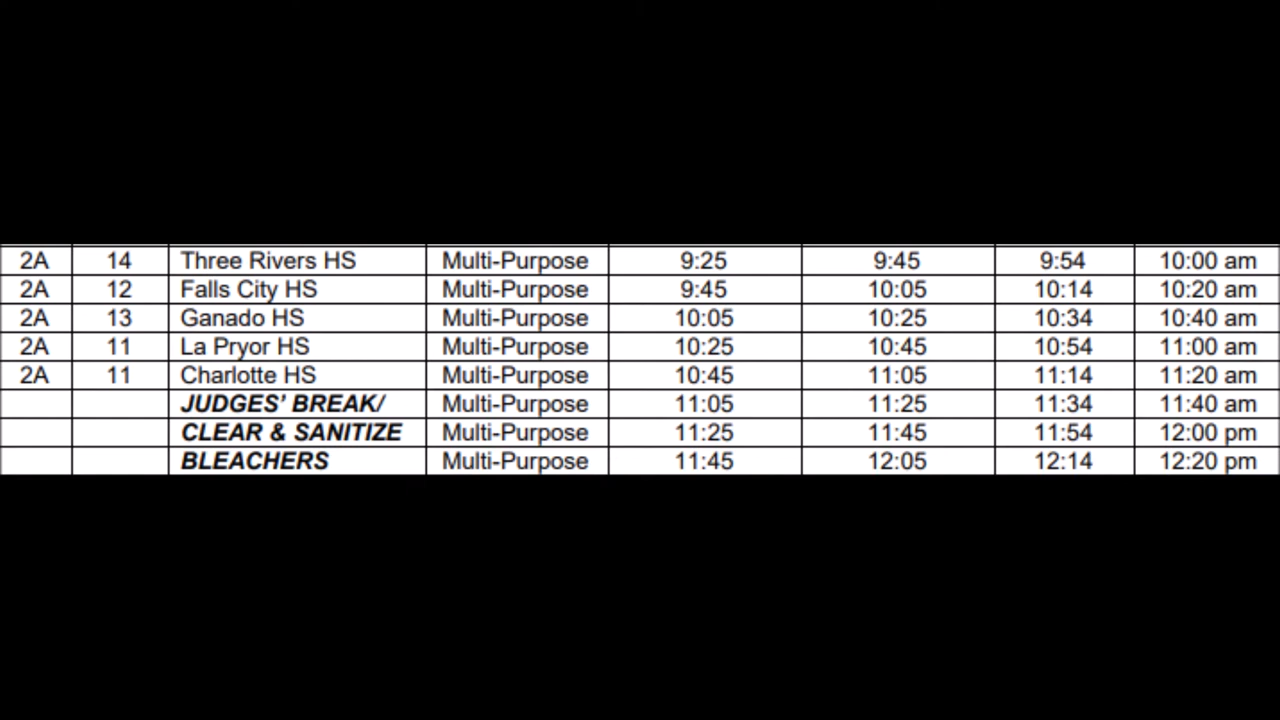 2A 14 Three Rivers HS Multi-Purpose 9:25 9:45 9:54 10:00 am
2A 12 Falls City HS Multi-Purpose 9:45 10:05 10:14 10:20 am
2A 13 Ganado HS Multi-Purpose 10:05 10:25 10:34 10:40 am
2A 11 La Pryor HS Multi-Purpose 10:25 10:45 10:54 11:00 am
2A 11 Charlotte HS Multi-Purpose 10:45 11:05 11:14 11:20 am
JUDGES’ BREAK/ Multi-Purpose 11:05 11:25 11:34 11:40 am
CLEAR & SANITIZE Multi-Purpose 11:25 11:45 11:54 12:00 pm
BLEACHERS Multi-Purpose 11:45 12:05 12:14 12:20 pm